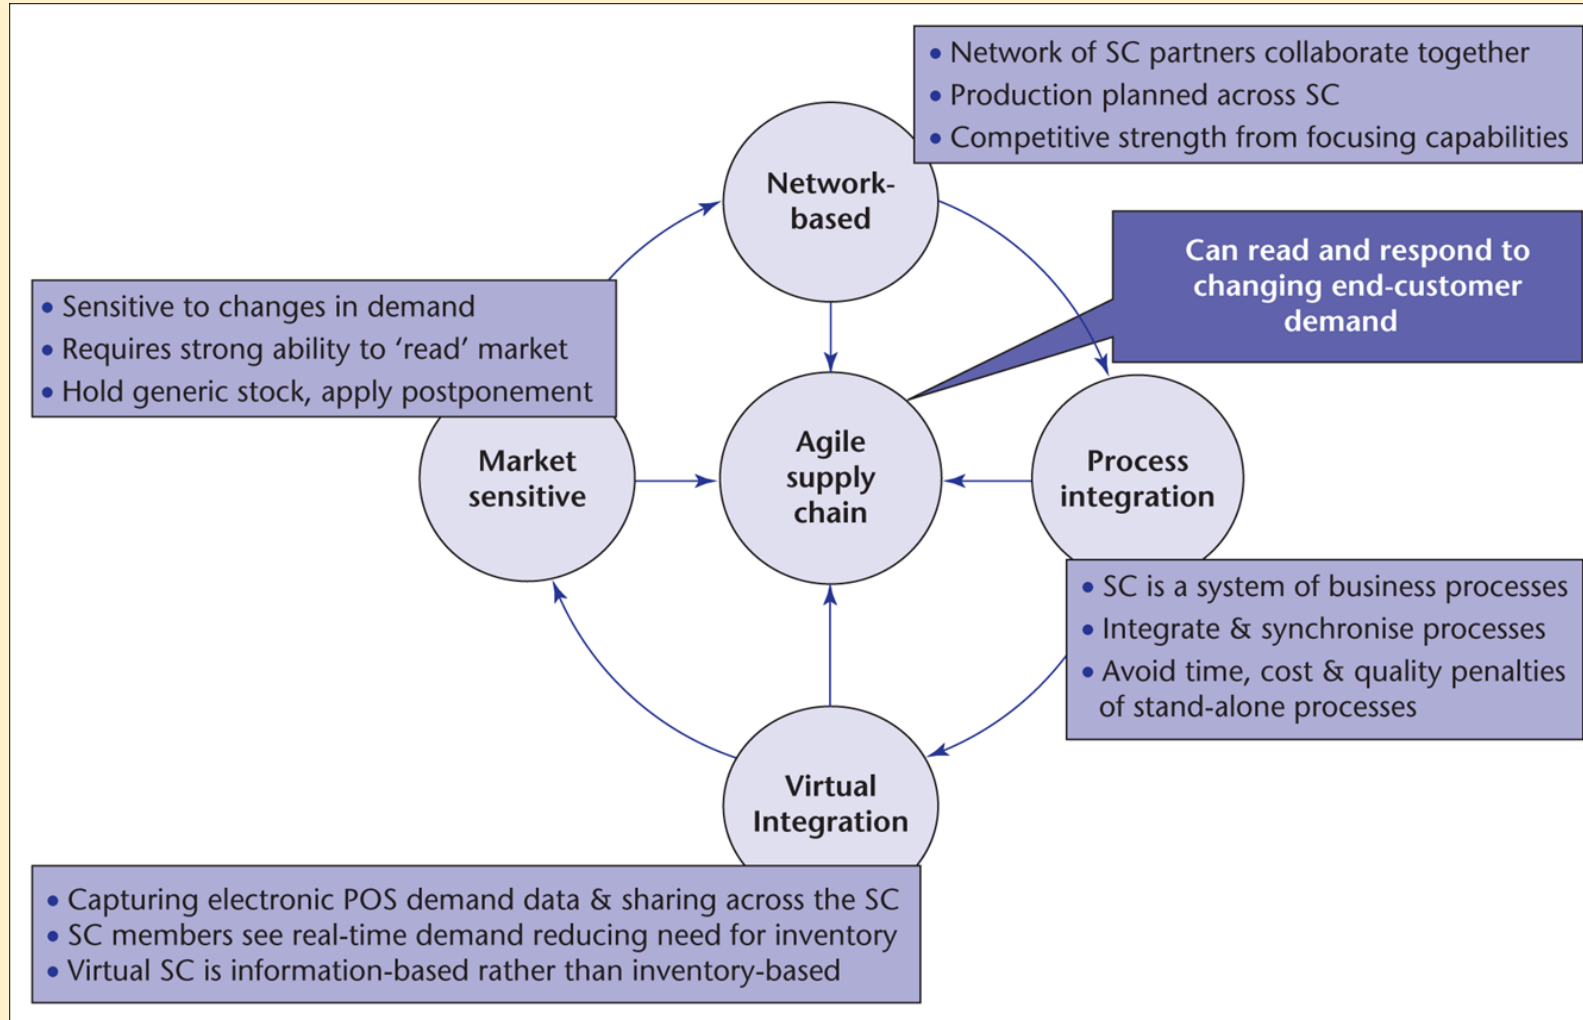 • Network of SC partners collaborate together
• Production planned across SC
• Competitive strength from focusing capabilities
Network-
based
Can read and respond to
changing end-customer
demand
• Sensitive to changes in demand
• Requires strong ability to ‘read’ market
• Hold generic stock, apply postponement
Market
sensitive
Agile
supply
chain
Process
integration
• SC is a system of business processes
• Integrate & synchronise processes
• Avoid time, cost & quality penalties
of stand-alone processes
Virtual
Integration
• Capturing electronic POS demand data & sharing across the SC
• SC members see real-time demand reducing need for inventory
• Virtual SC is information-based rather than inventory-based